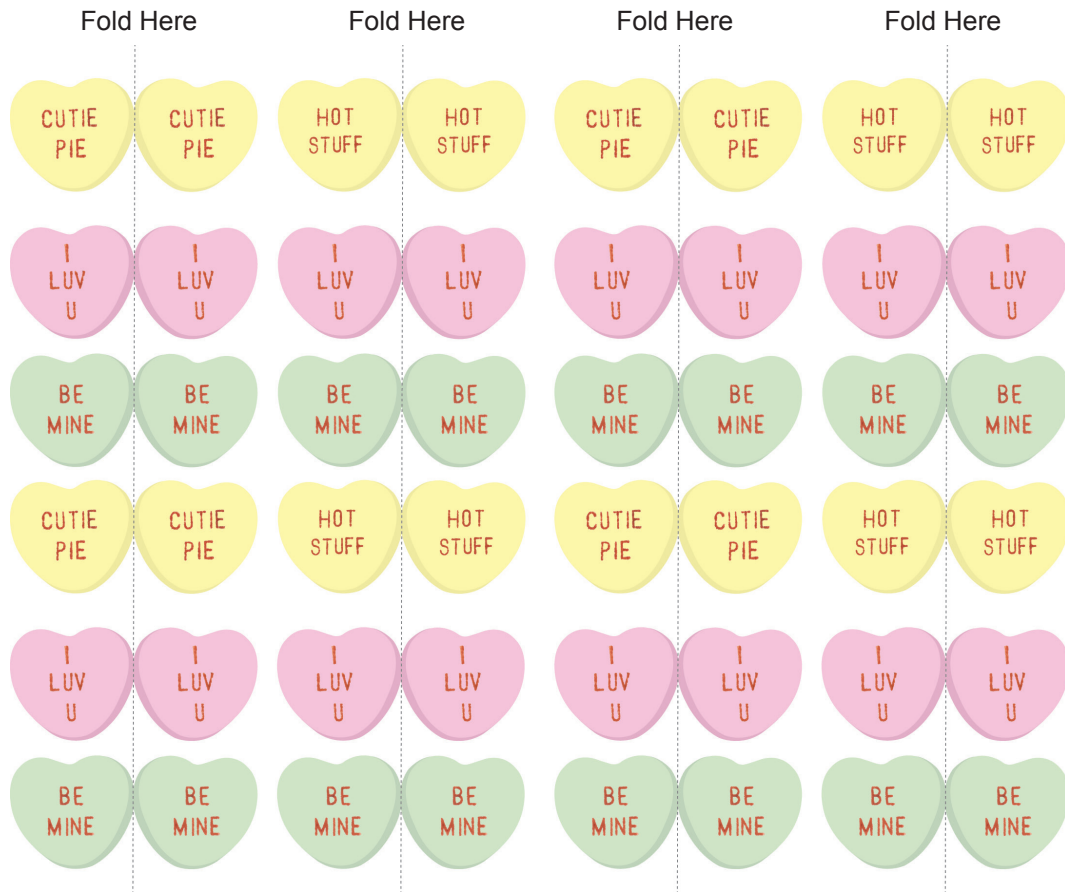 Fold Here Fold Here Fold Here Fold Here
CUTIE CUTIE HOT HOT CUTIE CUTIE HOT HOT
PIE PIE STUFF STUFF PIE PIE STUFF STUFF
I I I I I I I I
LUV LUV LUV LUV LUV LUV LUV LUV
U U U U U U U U
BE BE BE BE BE BE BE BE
MINE MINE MINE MINE MINE MINE MINE MINE
CUTIE CUTIE HOT HOT CUTIE CUTIE HOT HOT
PIE PIE STUFF STUFF PIE PIE STUFF STUFF
I I I I I I I I
LUV LUV LUV LUV LUV LUV LUV LUV
U U U U U U U U
BE BE BE BE BE BE BE BE
MINE MINE MINE MINE MINE MINE MINE MINE